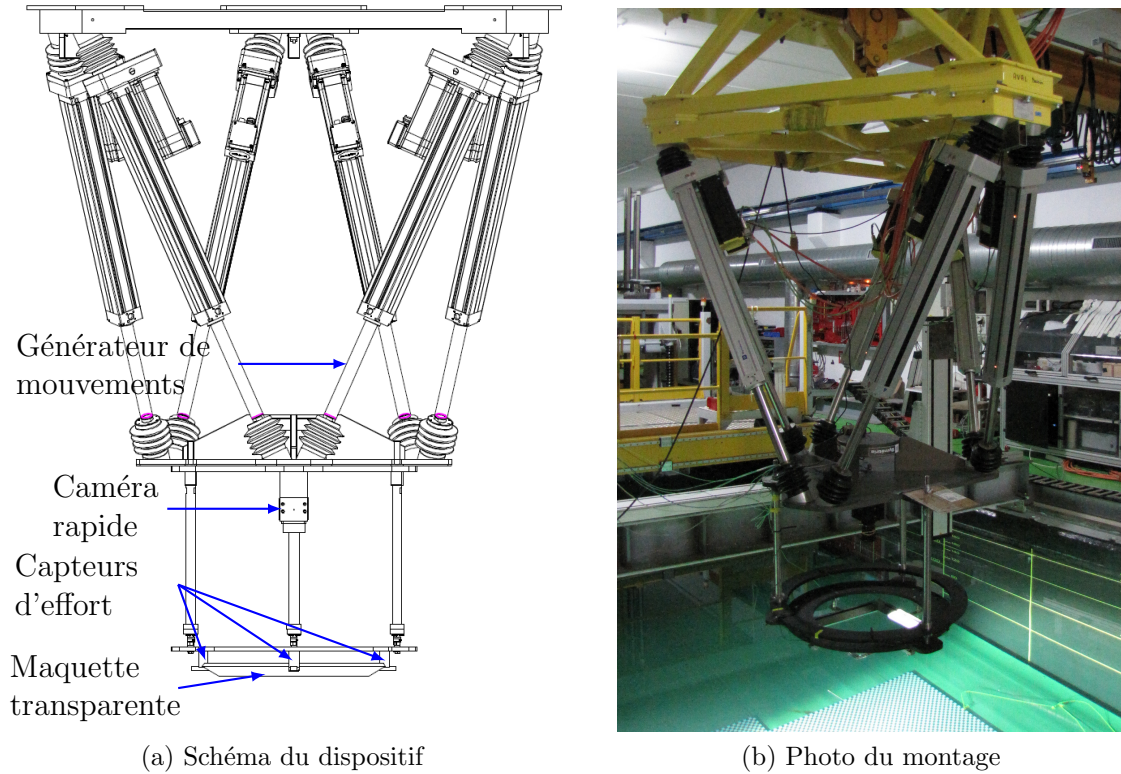 Générateur de
mouvements
Caméra
rapide
Capteurs
d'effort
Maquette
transparente
(a) Schéma du dispositif
(b) Photo du montage